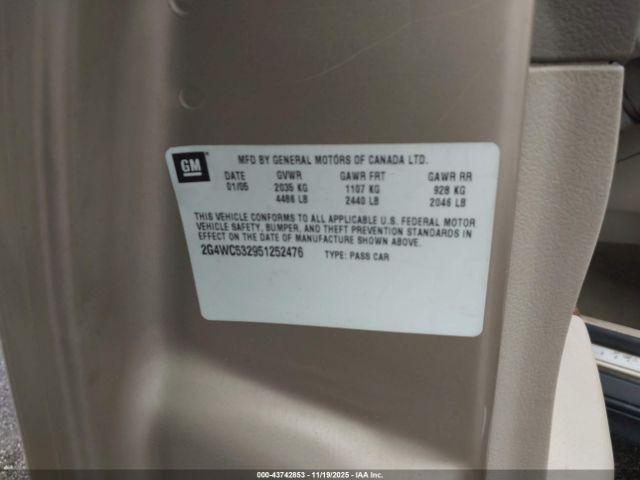 GM
MFD BY GENERAL MOTORS OF CANADA LTD.
DATE GVWR GAWR FRT GAWR RR
01/05 2035 KG 1107 KG 928 KG
4486 LB 2440 LB 2046 LB
THIS VEHICLE CONFORMS TO ALL APPLICABLE U.S. FEDERAL MOTOR
VEHICLE SAFETY, BUMPER, AND THEFT PREVENTION STANDARDS IN
EFFECT ON THE DATE OF MANUFACTURE SHOWN ABOVE.
2G4WC532951252476 TYPE: PASS CAR
000-43742853 | 11/19/2025 - IAA Inc.